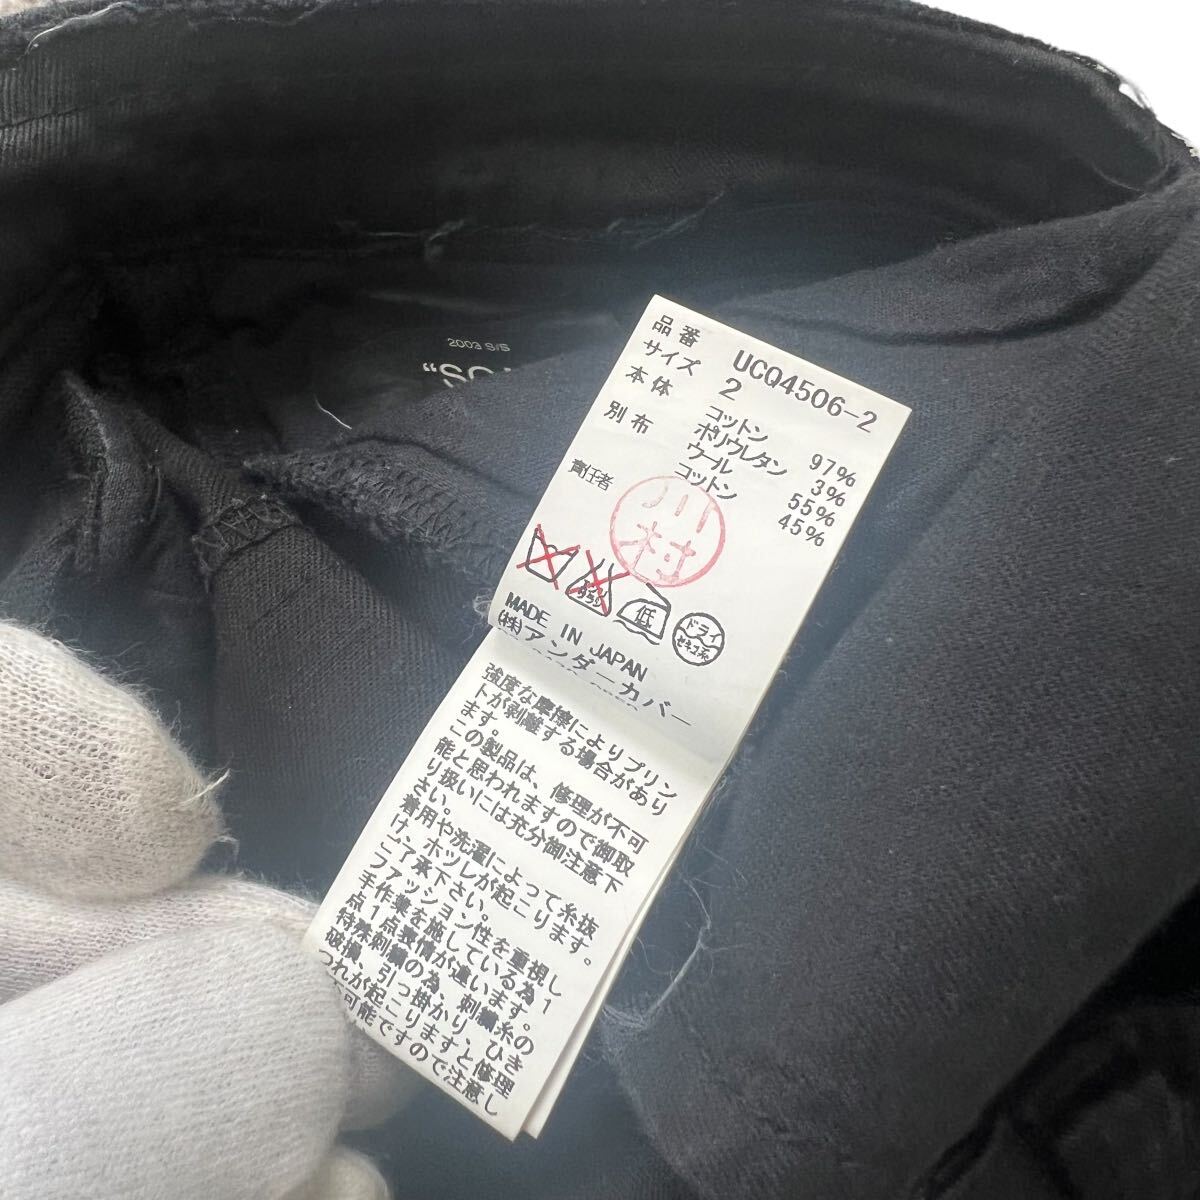 2003 S/S
品番 UCQ4506-2
サイズ 2
本体 コットン 97%
ポリウレタン 3%
別布 ウール 55%
コットン 45%
責任者
川村
低
ドライ
セキユ系
MADE IN JAPAN
(株)アンダーカバー
強度な摩擦によりプリン
トが剥離する場合があり
ます。
この製品は、修理が不可
能と思われますので御取
り扱いには充分御注意下
さい。
着用や洗濯によって糸抜
け、ホツレが起こります。
ご了承下さい。
ファッション性を重視し
手作業を施している為1
点1点表情が違います。
特殊刺繍の為、刺繍糸の
破損、引っ掛かり、ひき
つれが起こりますと修理
不可能ですので注意し